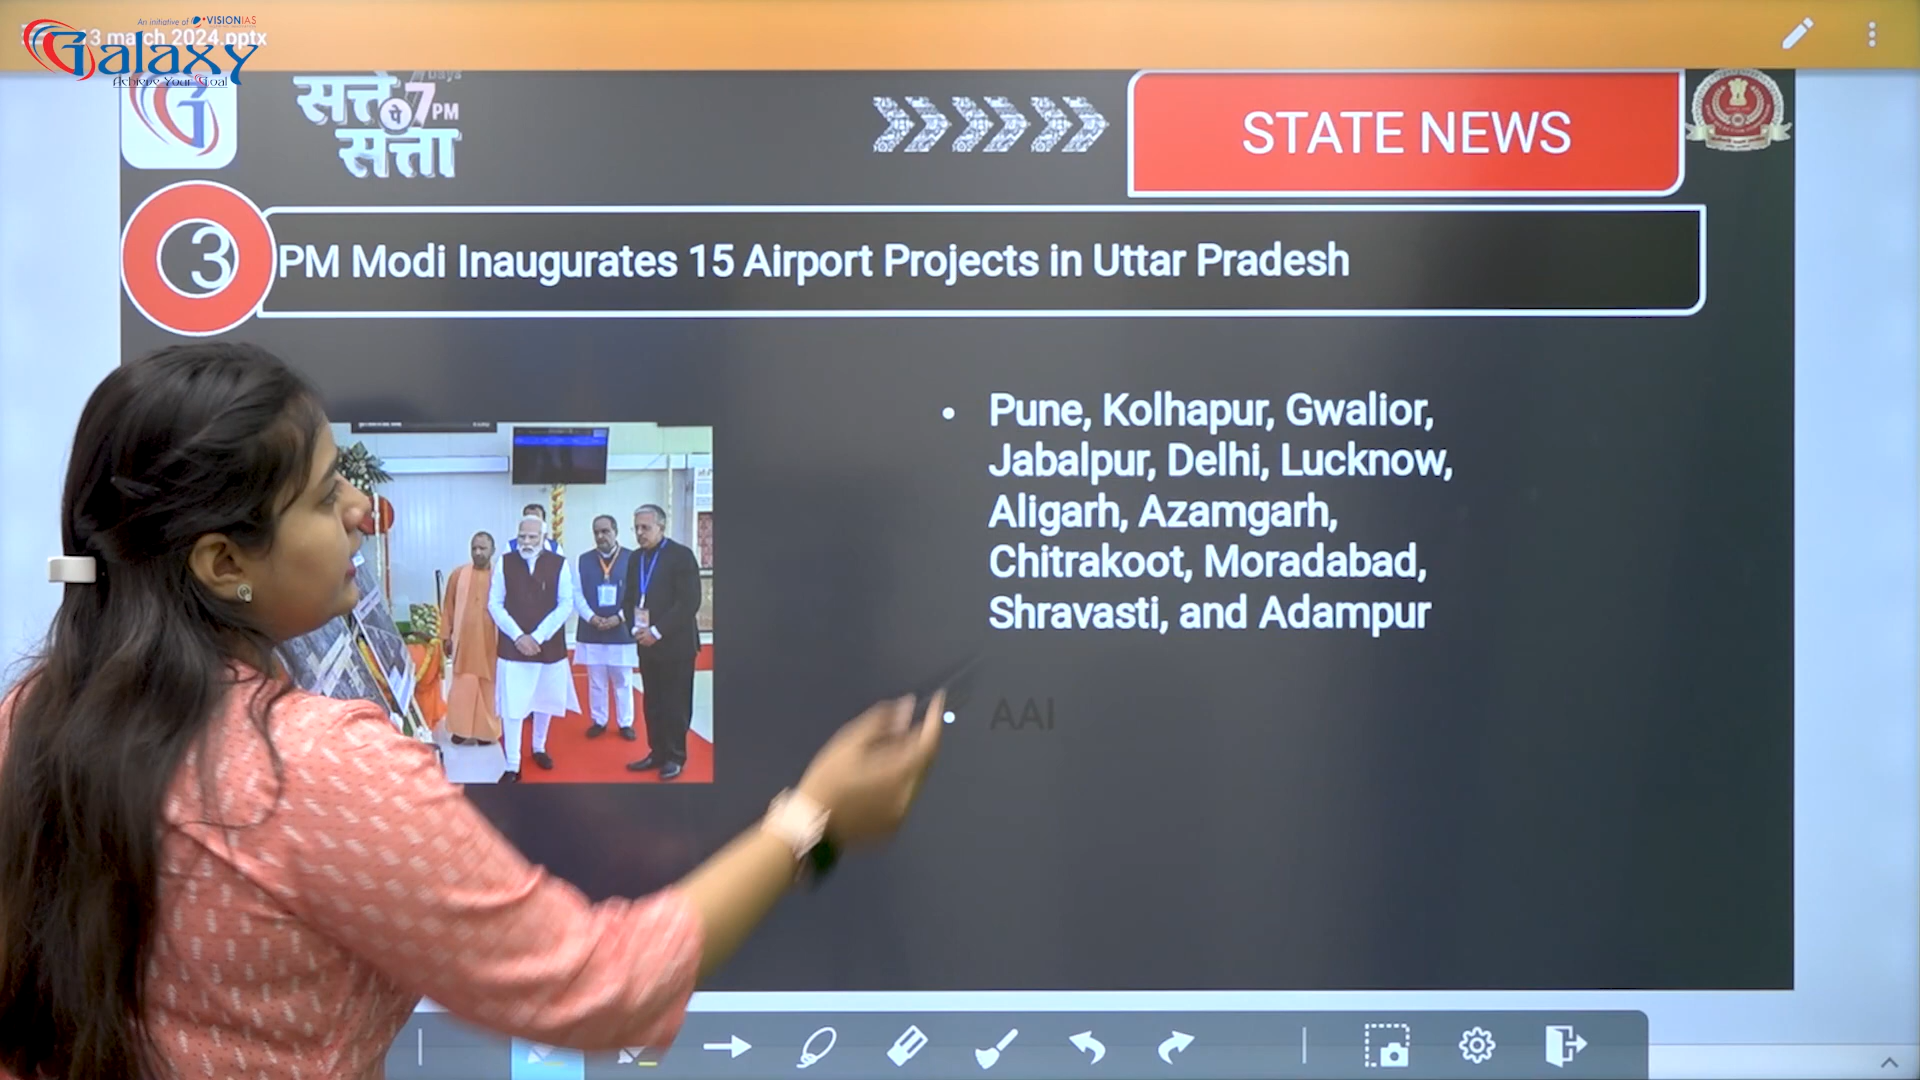 An initiative of VISIONIAS
Galaxy
Achieve Your Goal
3 march 2024.pptx
सत्ते पे सत्ता
7 Days
7PM
STATE NEWS
3
PM Modi Inaugurates 15 Airport Projects in Uttar Pradesh
• Pune, Kolhapur, Gwalior,
Jabalpur, Delhi, Lucknow,
Aligarh, Azamgarh,
Chitrakoot, Moradabad,
Shravasti, and Adampur
• AAI